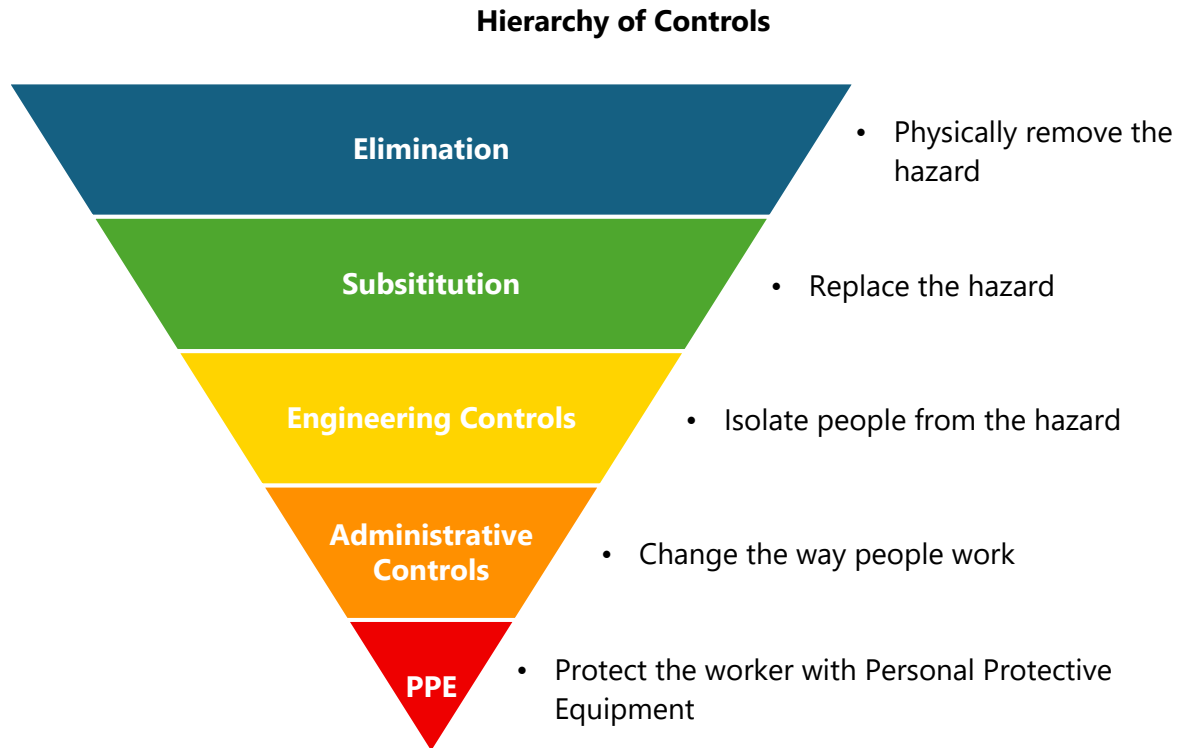 Hierarchy of Controls
Elimination
• Physically remove the
hazard
Subsititution
• Replace the hazard
Engineering Controls
• Isolate people from the hazard
Administrative
Controls
• Change the way people work
PPE
• Protect the worker with Personal Protective
Equipment